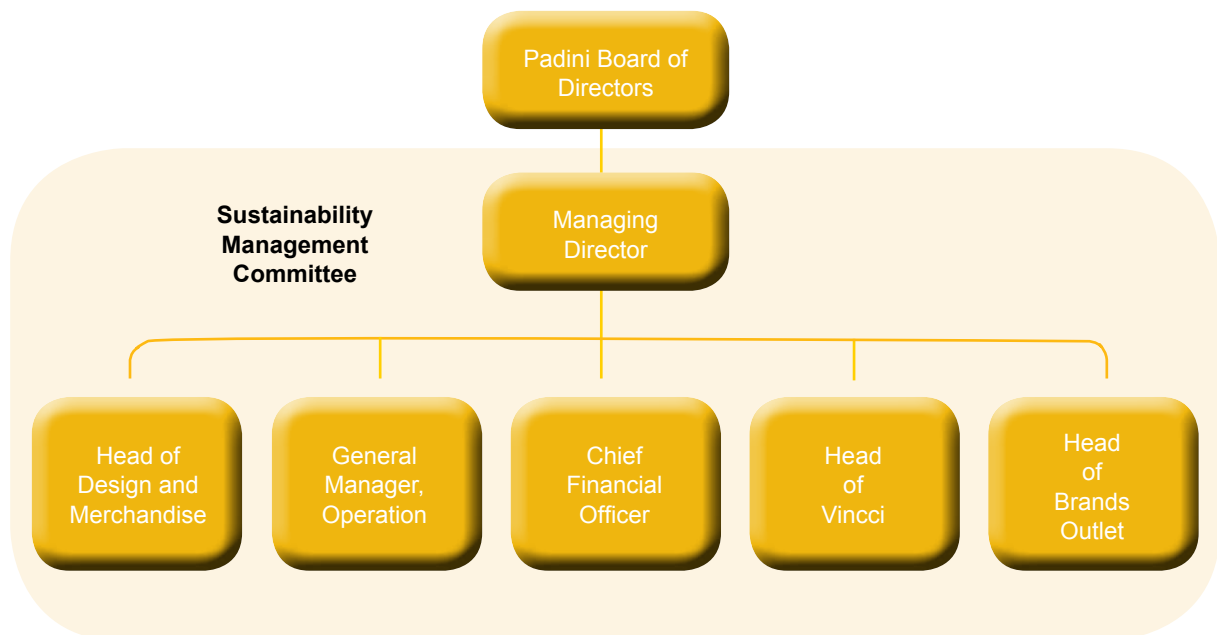 Padini Board of
Directors
Sustainability
Management
Committee
Managing
Director
Head of
Design and
Merchandise
General
Manager,
Operation
Chief
Financial
Officer
Head
of
Vincci
Head
of
Brands
Outlet